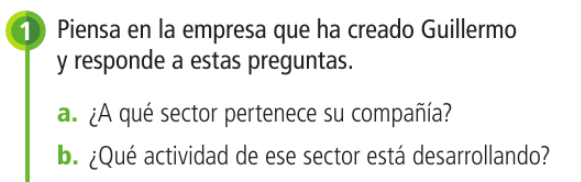 1 Piensa en la empresa que ha creado Guillermo
y responde a estas preguntas.
a. ¿A qué sector pertenece su compañía?
b. ¿Qué actividad de ese sector está desarrollando?